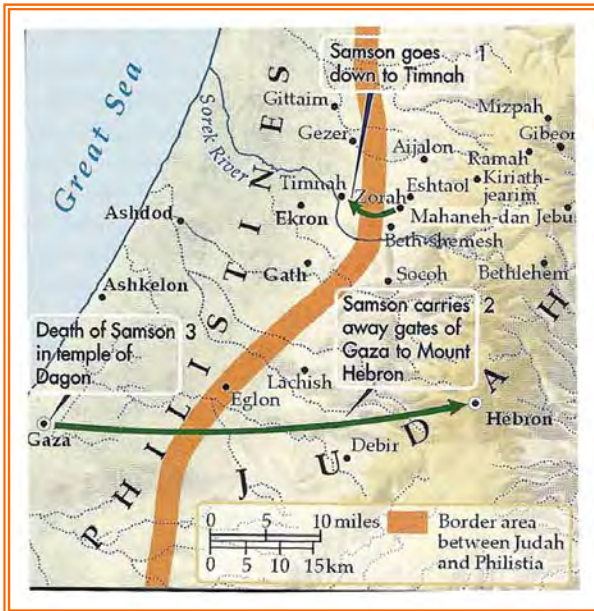 Samson goes 1
down to Timnah
Great Sea
Sorek River
PHILISTINES
Gittaim
Gezer
Mizpah
Gibeon
Aijalon
Ramah
Kiriath-
jearim
Timnah
Zorah
Eshtaol
Ashdod
Ekron
Mahaneh-dan
Jebu
Beth-shemesh
Gath
Socoh
Bethlehem
Ashkelon
Death of Samson 3
in temple of
Dagon
Samson carries 2
away gates of
Gaza to Mount
Hebron
Lachish
Eglon
Gaza
Hebron
Debir
JUDAH
0 5 10 miles
0 5 10 15km
Border area
between Judah
and Philistia